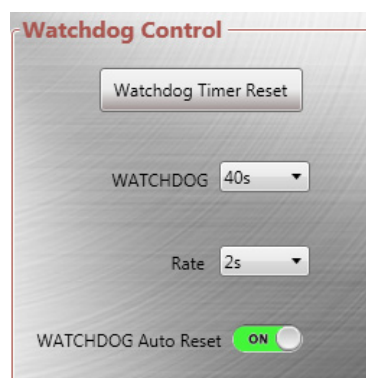 Watchdog Control
Watchdog Timer Reset
WATCHDOG 40s
Rate 2s
WATCHDOG Auto Reset ON